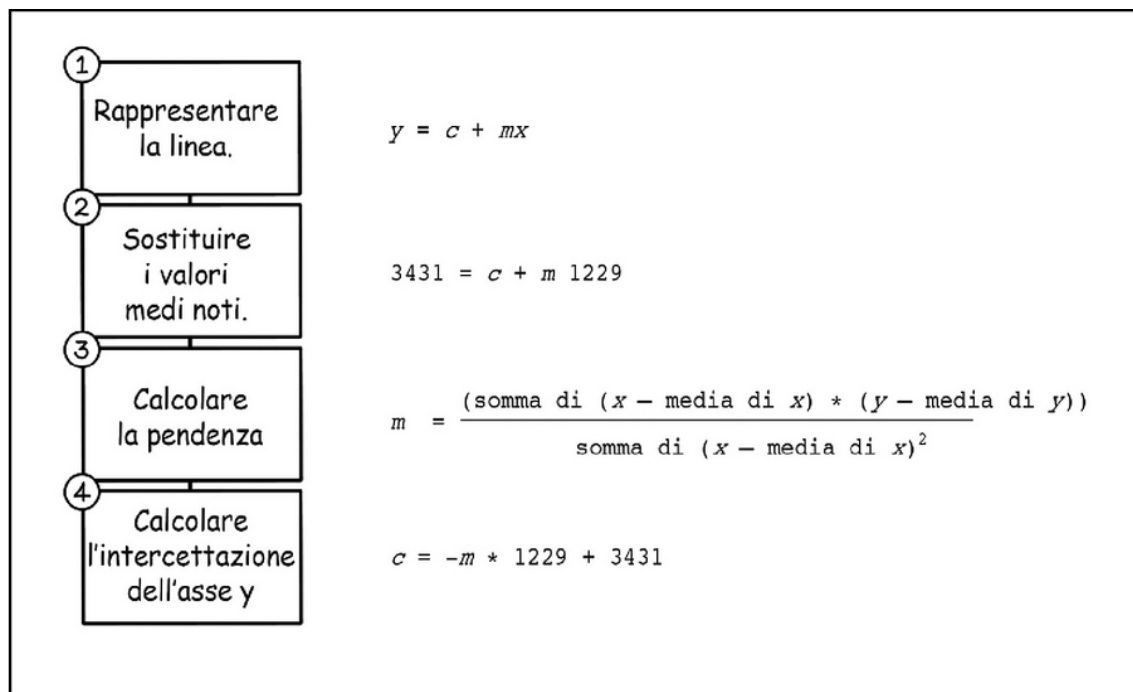 1
Rappresentare
la linea.
y = c + mx
2
Sostituire
i valori
medi noti.
3431 = c + m 1229
3
Calcolare
la pendenza
m = (somma di (x – media di x) * (y – media di y))
somma di (x – media di x)²
4
Calcolare
l'intercettazione
dell'asse y
c = –m * 1229 + 3431